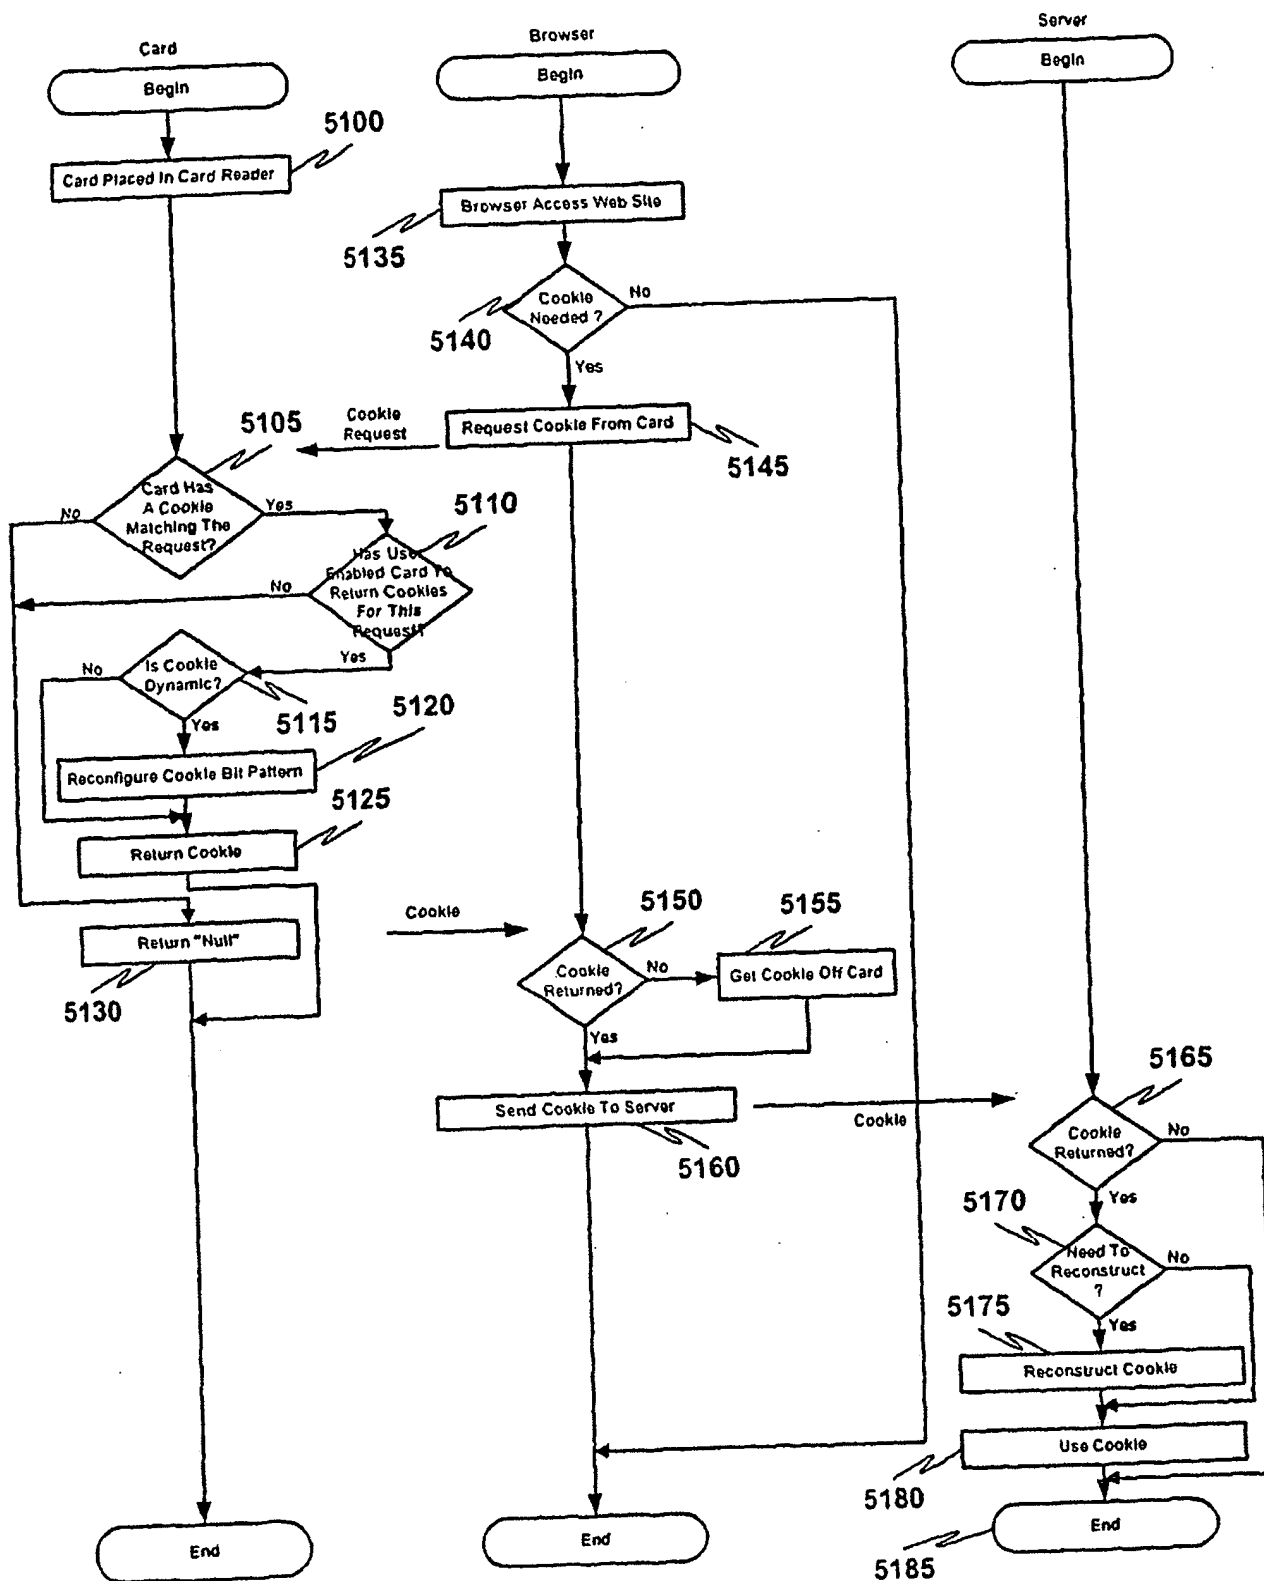 Card
Browser
Server
Begin
Begin
Begin
5100
Card Placed In Card Reader
Browser Access Web Site
5135
Cookie
Needed ?
No
5140
Yes
Cookie
Request
Request Cookie From Card
5145
5105
Card Has
A Cookie
Matching The
Request?
No
Yes
5110
Has Use
Enabled Card To
Return Cookies
For This
Request?
No
Yes
Is Cookie
Dynamic?
No
5115
Yes
5120
Reconfigure Cookie Bit Pattern
5125
Return Cookie
Return "Null"
5130
Cookie
5150
Cookie
Returned?
No
5155
Get Cookie Off Card
Yes
Send Cookie To Server
5160
Cookie
5165
Cookie
Returned?
No
Yes
5170
Need To
Reconstruct
?
No
Yes
5175
Reconstruct Cookie
Use Cookie
5180
End
End
End
5185